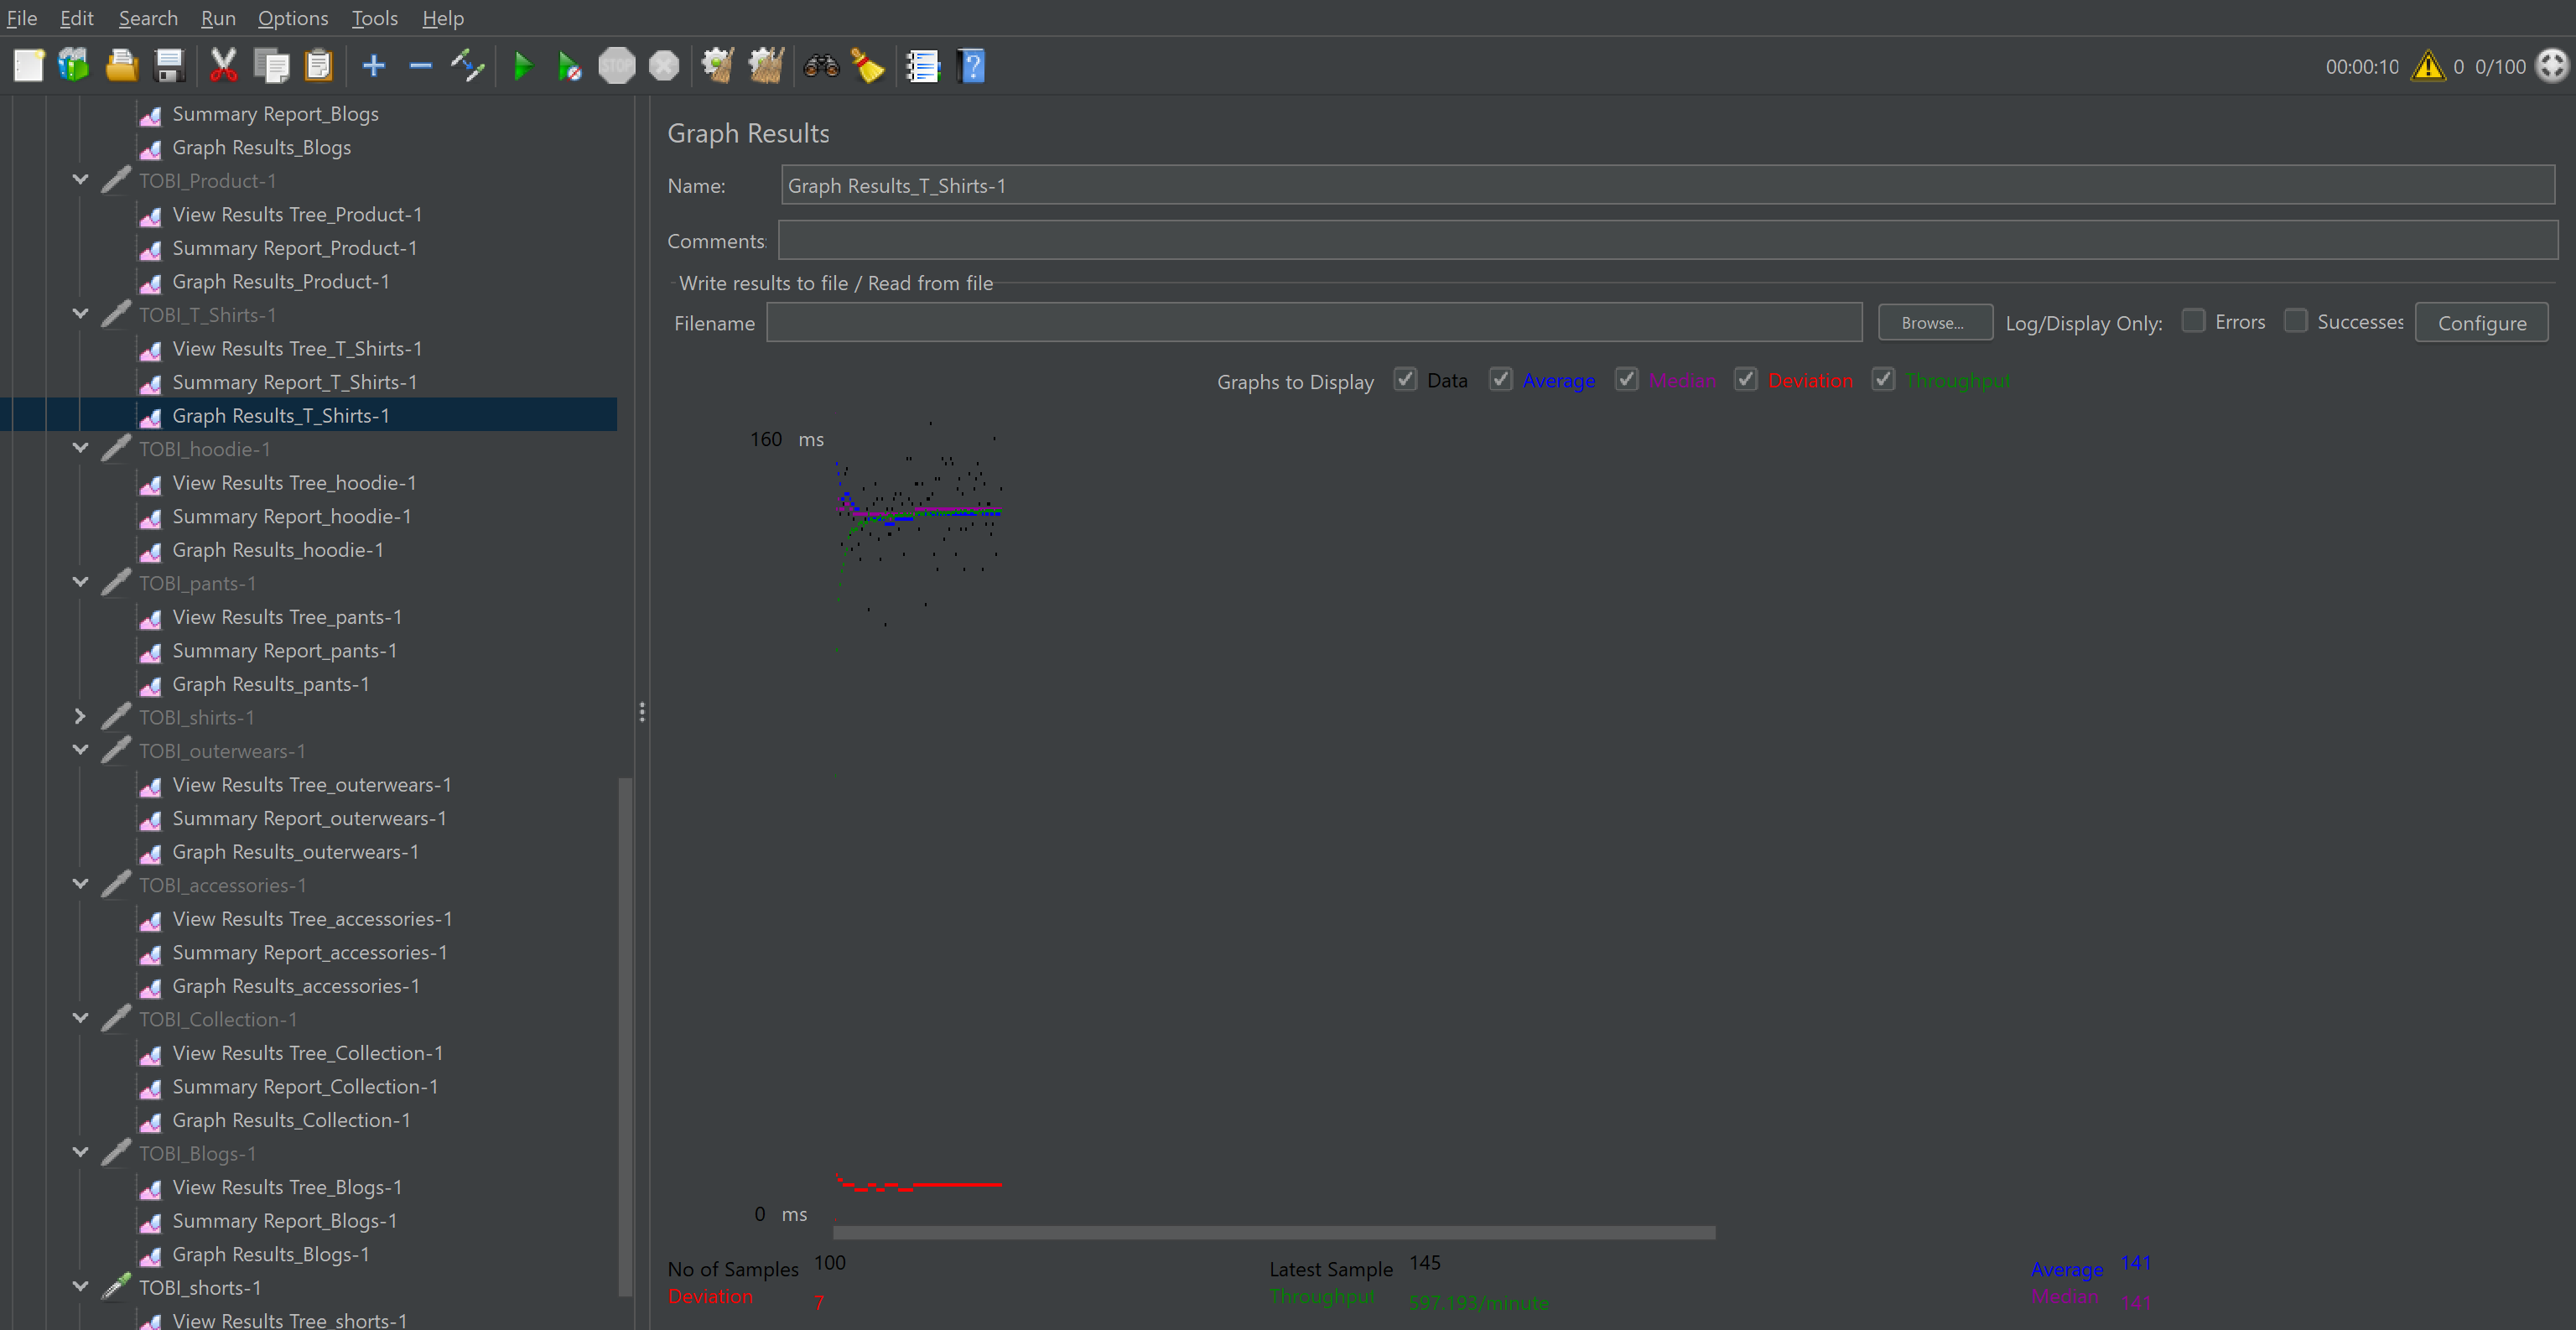 File Edit Search Run Options Tools Help
STOP
00:00:10 0 0/100
Summary Report_Blogs
Graph Results_Blogs
TOBI_Product-1
View Results Tree_Product-1
Summary Report_Product-1
Graph Results_Product-1
TOBI_T_Shirts-1
View Results Tree_T_Shirts-1
Summary Report_T_Shirts-1
Graph Results_T_Shirts-1
TOBI_hoodie-1
View Results Tree_hoodie-1
Summary Report_hoodie-1
Graph Results_hoodie-1
TOBI_pants-1
View Results Tree_pants-1
Summary Report_pants-1
Graph Results_pants-1
TOBI_shirts-1
TOBI_outerwears-1
View Results Tree_outerwears-1
Summary Report_outerwears-1
Graph Results_outerwears-1
TOBI_accessories-1
View Results Tree_accessories-1
Summary Report_accessories-1
Graph Results_accessories-1
TOBI_Collection-1
View Results Tree_Collection-1
Summary Report_Collection-1
Graph Results_Collection-1
TOBI_Blogs-1
View Results Tree_Blogs-1
Summary Report_Blogs-1
Graph Results_Blogs-1
TOBI_shorts-1
View Results Tree_shorts-1
Graph Results
Name: Graph Results_T_Shirts-1
Comments:
Write results to file / Read from file
Filename Browse... Log/Display Only: Errors Successes Configure
Graphs to Display Data Average Median Deviation Throughput
160 ms
0 ms
No of Samples 100 Latest Sample 145 Average 141
Deviation 7 Throughput 597.193/minute Median 141